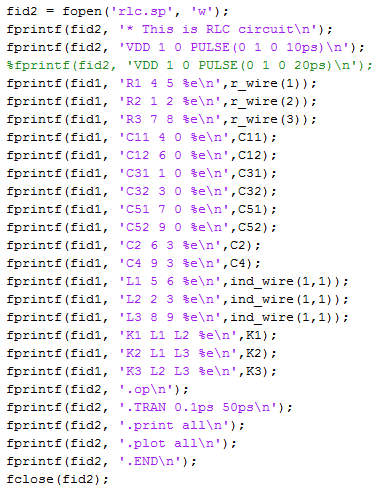 fid2 = fopen('rlc.sp', 'w');
fprintf(fid2, '* This is RLC circuit\n');
fprintf(fid2, 'VDD 1 0 PULSE(0 1 0 10ps)\n');
%fprintf(fid2, 'VDD 1 0 PULSE(0 1 0 20ps)\n');
fprintf(fid1, 'R1 4 5 %e\n',r_wire(1));
fprintf(fid1, 'R2 1 2 %e\n',r_wire(2));
fprintf(fid1, 'R3 7 8 %e\n',r_wire(3));
fprintf(fid1, 'C11 4 0 %e\n',C11);
fprintf(fid1, 'C12 6 0 %e\n',C12);
fprintf(fid1, 'C31 1 0 %e\n',C31);
fprintf(fid1, 'C32 3 0 %e\n',C32);
fprintf(fid1, 'C51 7 0 %e\n',C51);
fprintf(fid1, 'C52 9 0 %e\n',C52);
fprintf(fid1, 'C2 6 3 %e\n',C2);
fprintf(fid1, 'C4 9 3 %e\n',C4);
fprintf(fid1, 'L1 5 6 %e\n',ind_wire(1,1));
fprintf(fid1, 'L2 2 3 %e\n',ind_wire(1,1));
fprintf(fid1, 'L3 8 9 %e\n',ind_wire(1,1));
fprintf(fid1, 'K1 L1 L2 %e\n',K1);
fprintf(fid1, 'K2 L1 L3 %e\n',K2);
fprintf(fid1, 'K3 L2 L3 %e\n',K3);
fprintf(fid2, '.op\n');
fprintf(fid2, '.TRAN 0.1ps 50ps\n');
fprintf(fid2, '.print all\n');
fprintf(fid2, '.plot all\n');
fprintf(fid2, '.END\n');
fclose(fid2);